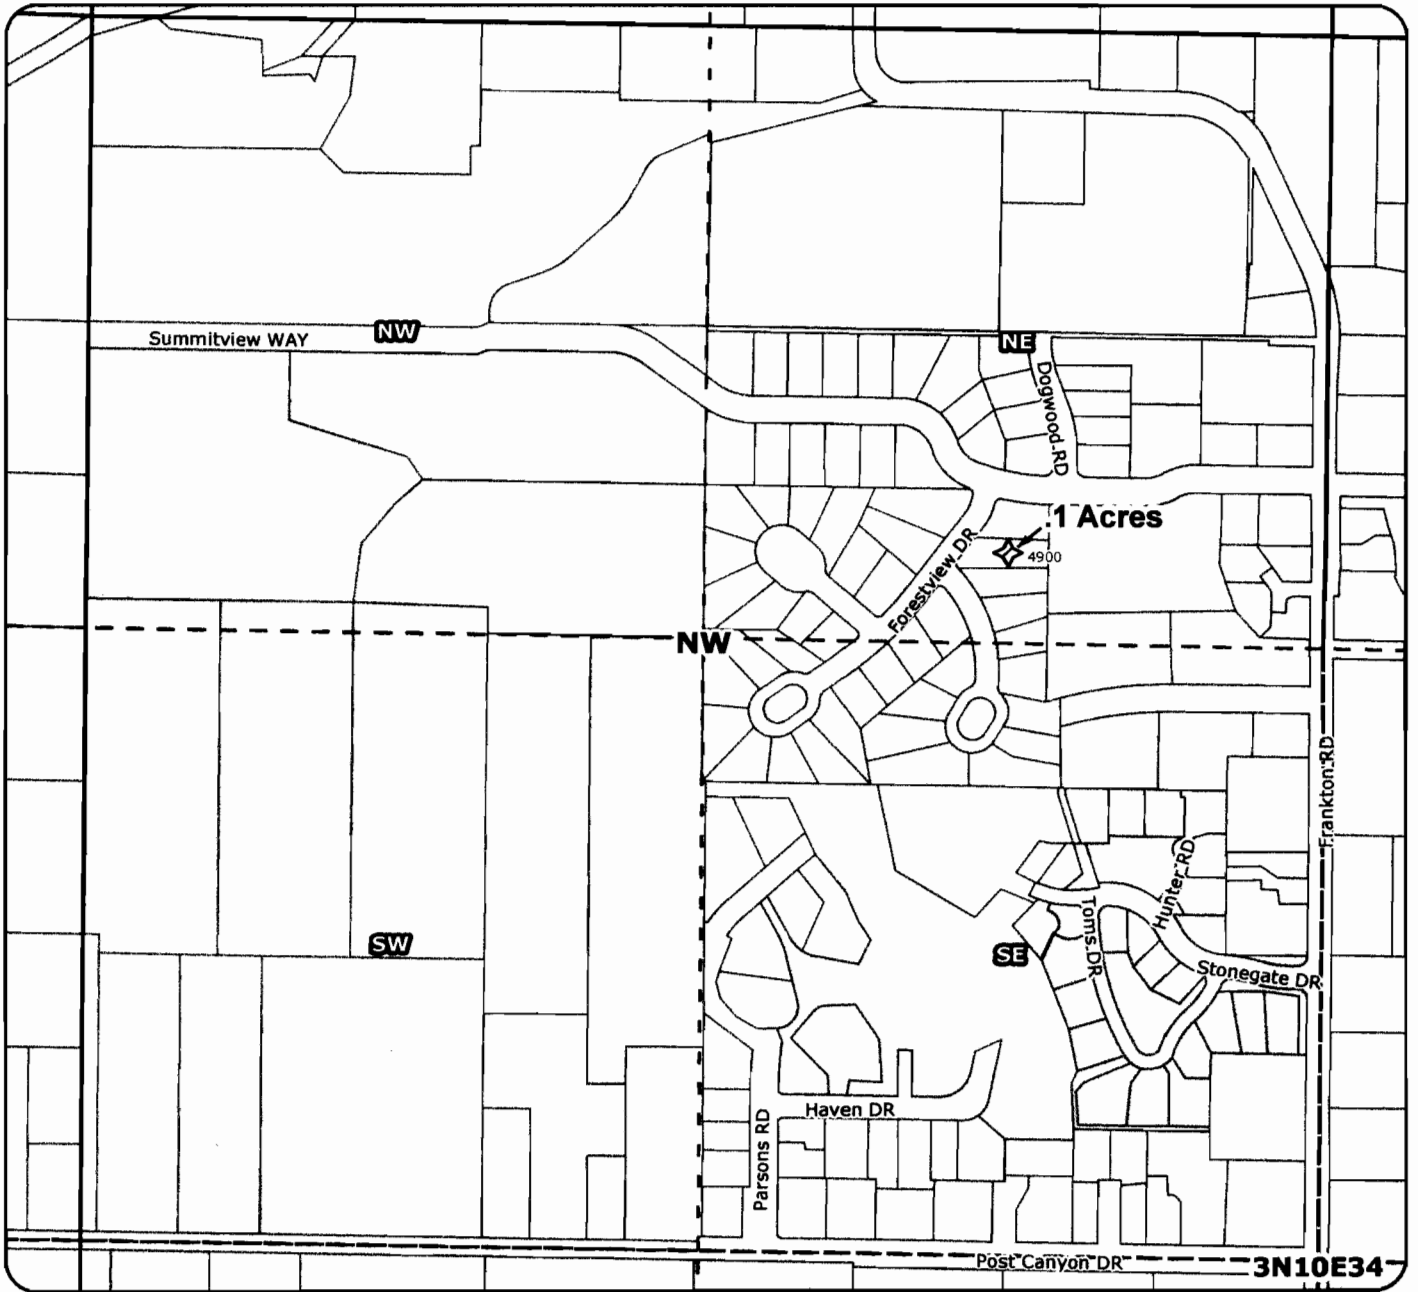 Summitview WAY
NW
NE
Dogwood RD
.1 Acres
4900
Forestview DR
NW
Frankton RD
Hunter RD
Toms DR
SW
SE
Stonegate DR
Haven DR
Parsons RD
Post Canyon DR
3N10E34